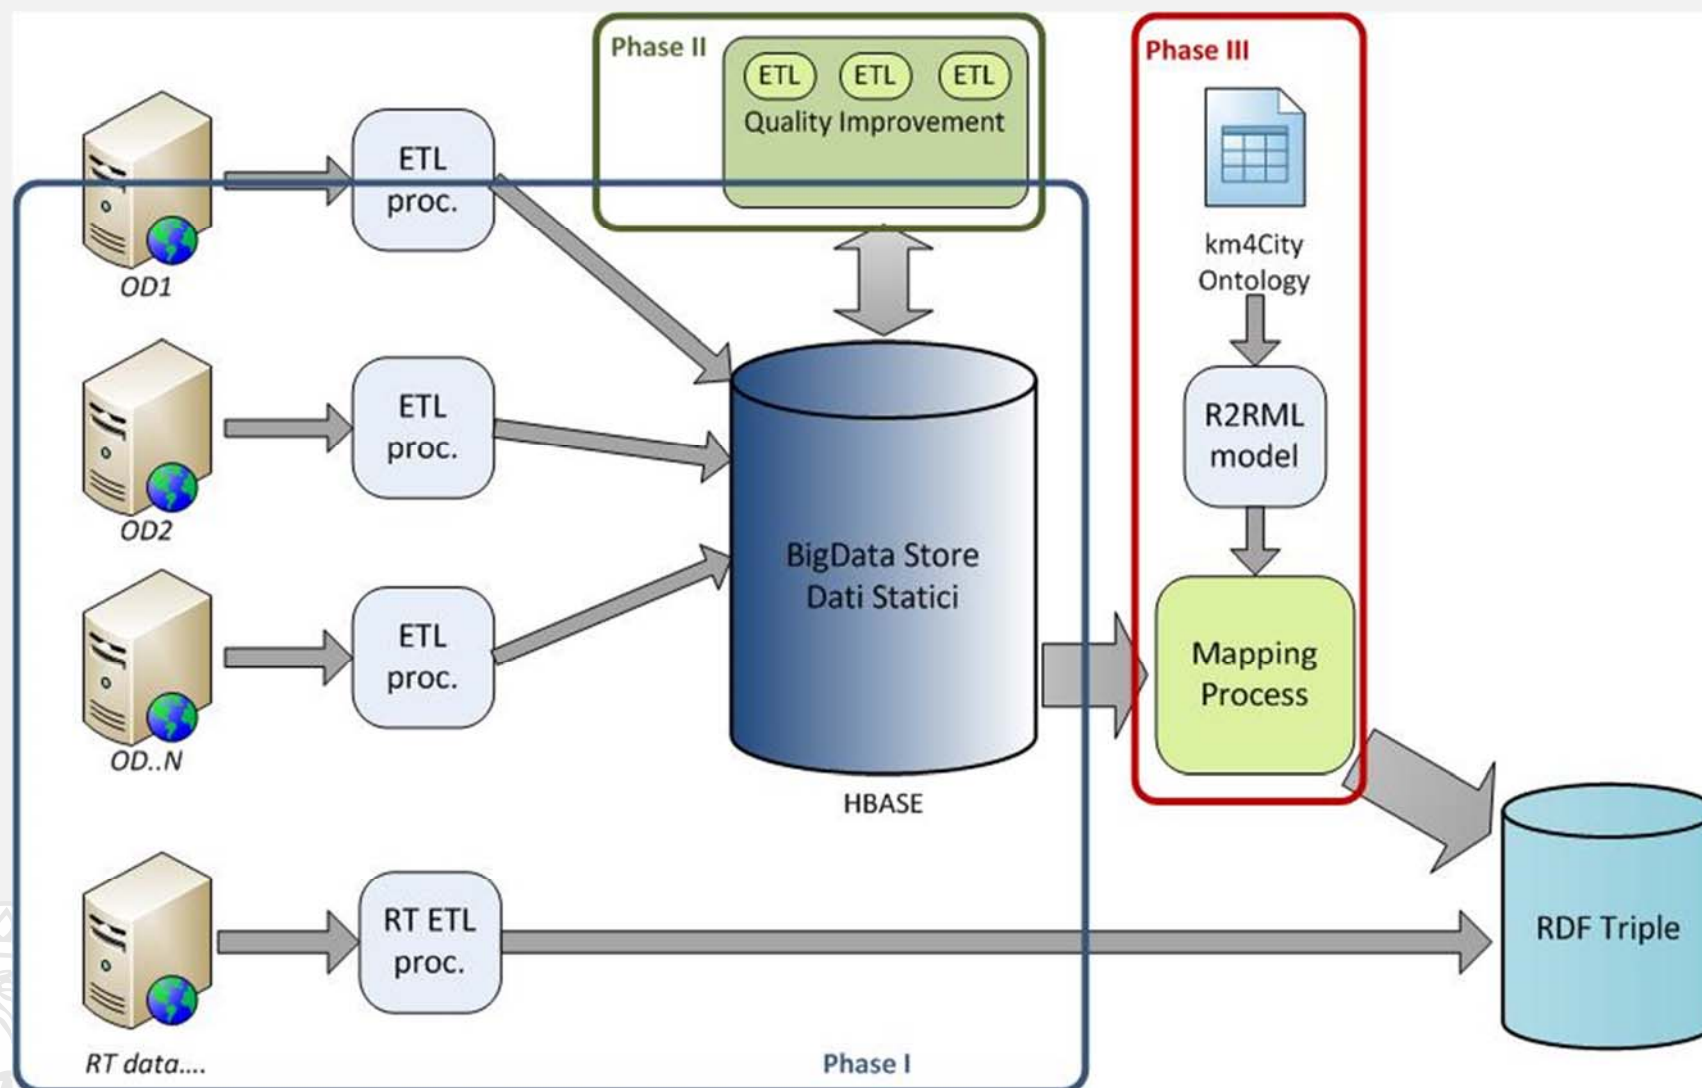 Phase II
ETL
ETL
ETL
Quality Improvement
Phase III
km4City
Ontology
R2RML
model
Mapping
Process
ETL
proc.
OD1
ETL
proc.
OD2
ETL
proc.
OD..N
BigData Store
Dati Statici
HBASE
RT ETL
proc.
RT data....
Phase I
RDF Triple